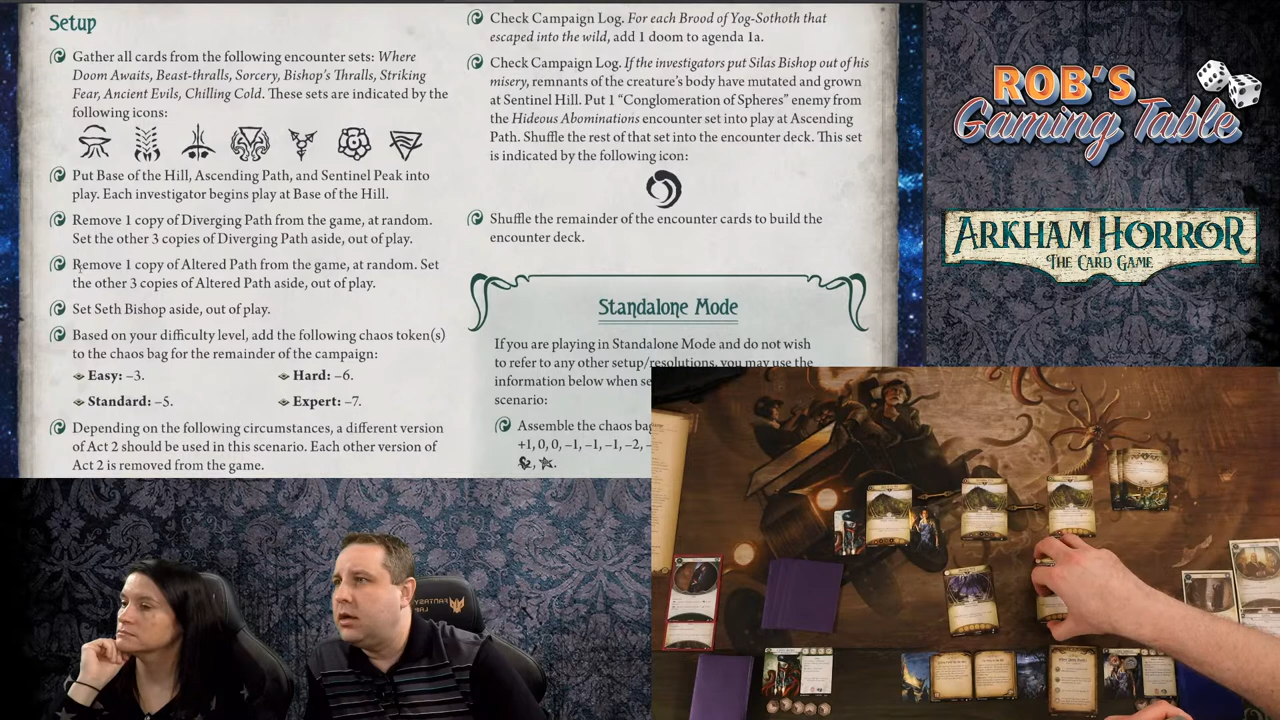 Setup
Gather all cards from the following encounter sets: Where
Doom Awaits, Beast-thralls, Sorcery, Bishop's Thralls, Striking
Fear, Ancient Evils, Chilling Cold. These sets are indicated by the
following icons:
Put Base of the Hill, Ascending Path, and Sentinel Peak into
play. Each investigator begins play at Base of the Hill.
Remove 1 copy of Diverging Path from the game, at random.
Set the other 3 copies of Diverging Path aside, out of play.
Remove 1 copy of Altered Path from the game, at random. Set
the other 3 copies of Altered Path aside, out of play.
Set Seth Bishop aside, out of play.
Based on your difficulty level, add the following chaos token(s)
to the chaos bag for the remainder of the campaign:
Easy: –3.
Hard: –6.
Standard: –5.
Expert: –7.
Depending on the following circumstances, a different version
of Act 2 should be used in this scenario. Each other version of
Act 2 is removed from the game.
Check Campaign Log. For each Brood of Yog-Sothoth that
escaped into the wild, add 1 doom to agenda 1a.
Check Campaign Log. If the investigators put Silas Bishop out of his
misery, remnants of the creature's body have mutated and grown
at Sentinel Hill. Put 1 "Conglomeration of Spheres" enemy from
the Hideous Abominations encounter set into play at Ascending
Path. Shuffle the rest of that set into the encounter deck. This set
is indicated by the following icon:
Shuffle the remainder of the encounter cards to build the
encounter deck.
Standalone Mode
If you are playing in Standalone Mode and do not wish
to refer to any other setup/resolutions, you may use the
information below when se
scenario:
Assemble the chaos bag
+1, 0, 0, –1, –1, –1, –2, –
ROB'S
Gaming Table
ARKHAM HORROR
THE CARD GAME